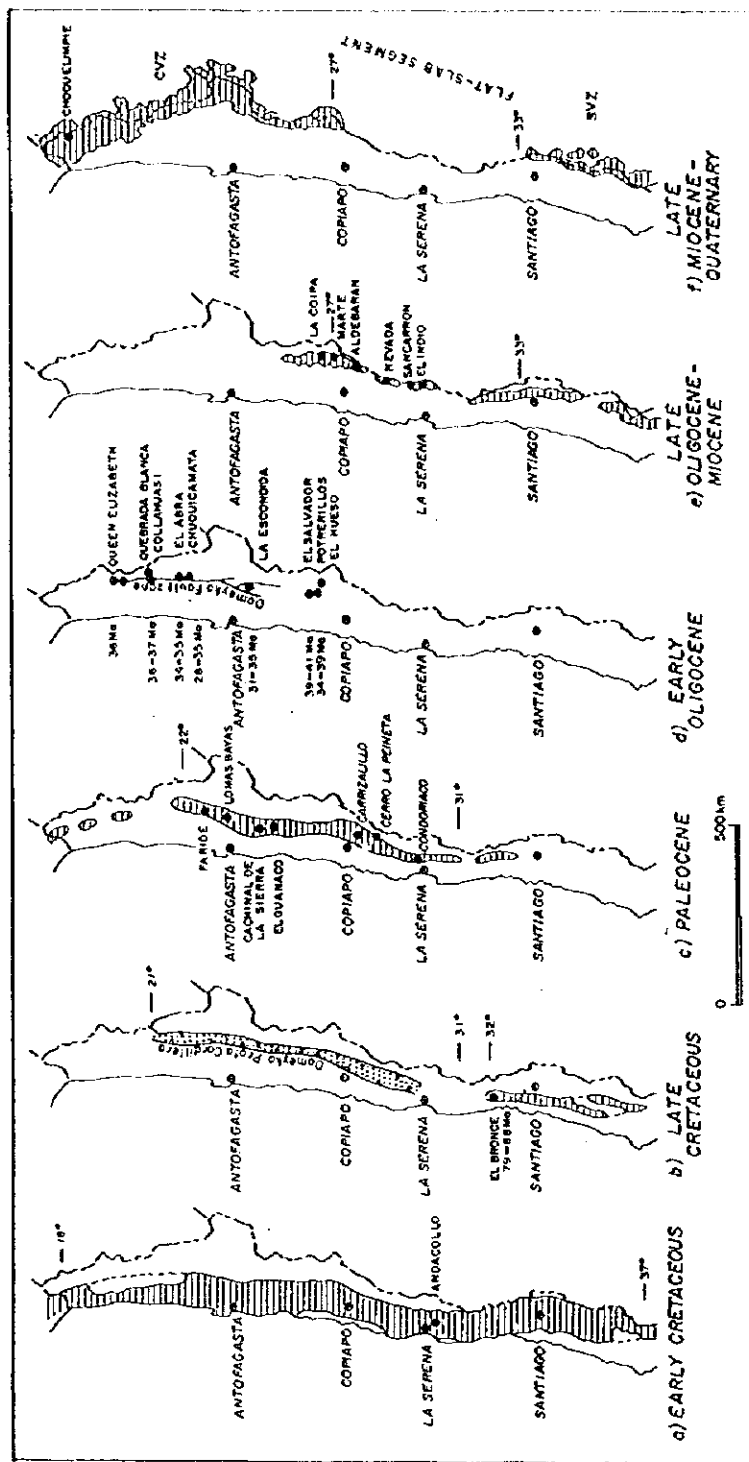 18°
ANTOFAGASTA
COPIAPO
LA SERENA
ANDACOLLO
SANTIAGO
37°
a) EARLY CRETACEOUS
21°
Domeyko Proto Cordillera
ANTOFAGASTA
COPIAPO
LA SERENA
31°
32°
EL BRONCE
79-88 Ma
SANTIAGO
b) LATE
CRETACEOUS
22°
FARIDE
LOMAS BAYAS
ANTOFAGASTA
CACHINAL DE
LA SIERRA
EL GUANACO
COPIAPO
CARRIZALILLO
CERRO LA PEINETA
LA SERENA
CONDORIACO
31°
SANTIAGO
c) PALEOCENE
0
500 km
QUEEN ELIZABETH
36 Ma
QUEBRADA BLANCA
COLLAHUASI
36-37 Ma
EL ABRA
CHUQUICAMATA
34-35 Ma
28-35 Ma
Domeyko Fault zone
ANTOFAGASTA
31-35 Ma
LA ESCONDIDA
EL SALVADOR
POTRERILLOS
EL HUESO
39-41 Ma
34-39 Ma
COPIAPO
LA SERENA
SANTIAGO
d) EARLY
OLIGOCENE
ANTOFAGASTA
COPIAPO
LA COIPA
27°
MARTE
ALDEBARAN
NEVADA
SANCARRON
EL INDIO
LA SERENA
33°
SANTIAGO
LATE
e) OLIGOCENE-
MIOCENE
CHOQUELIMPIE
CVZ
ANTOFAGASTA
27°
COPIAPO
FLAT-SLAB SEGMENT
LA SERENA
33°
SANTIAGO
SVZ
LATE
f) MIOCENE-
QUATERNARY